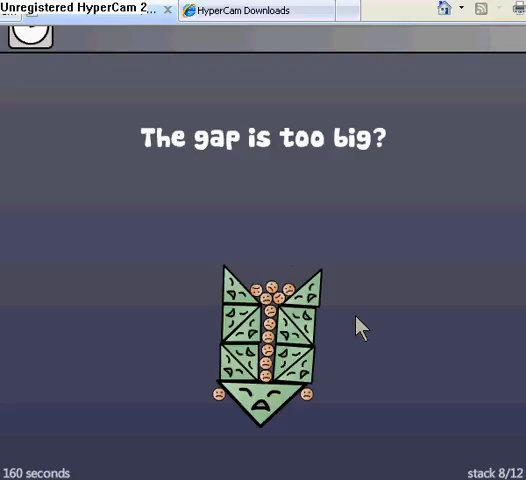 Unregistered HyperCam 2...
HyperCam Downloads
The gap is too big?
160 seconds
stack 8/12